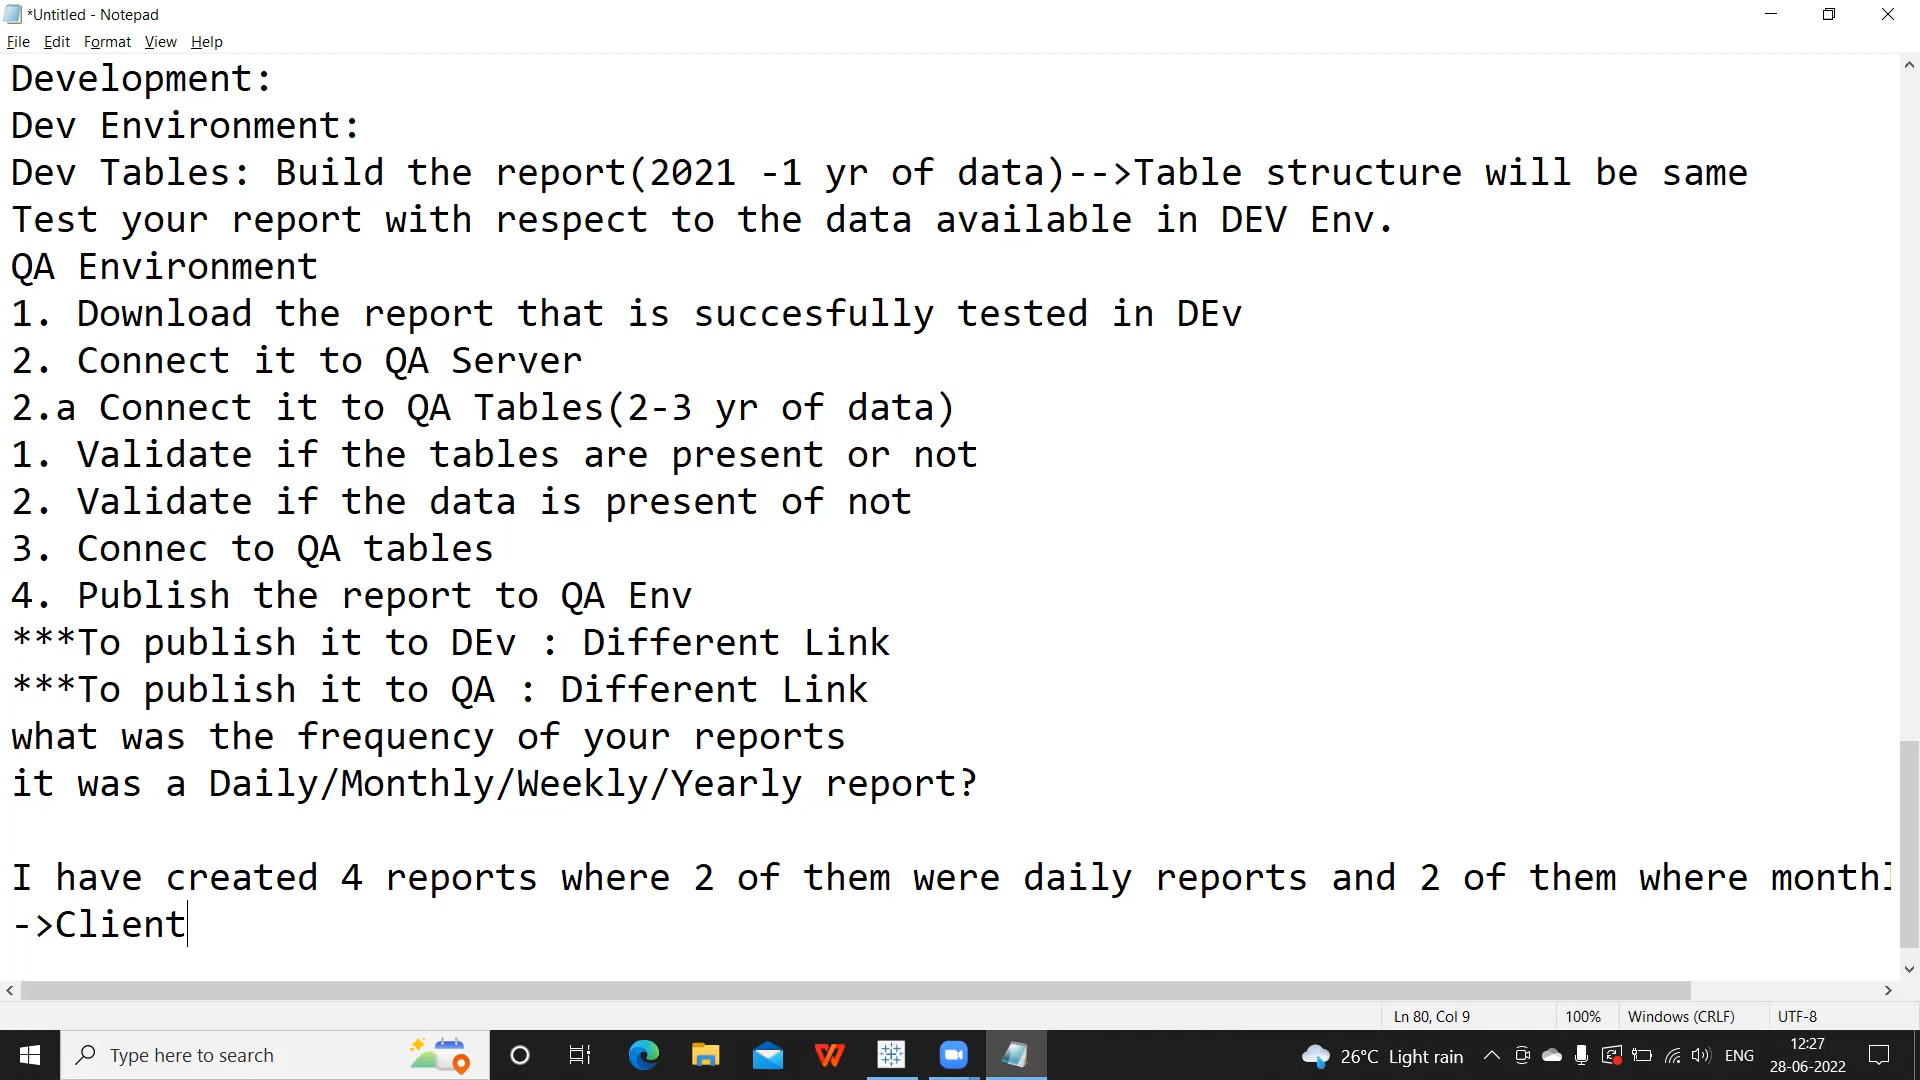 *Untitled - Notepad
File Edit Format View Help
Development:
Dev Environment:
Dev Tables: Build the report(2021 -1 yr of data)-->Table structure will be same
Test your report with respect to the data available in DEV Env.
QA Environment
1. Download the report that is succesfully tested in DEv
2. Connect it to QA Server
2.a Connect it to QA Tables(2-3 yr of data)
1. Validate if the tables are present or not
2. Validate if the data is present of not
3. Connec to QA tables
4. Publish the report to QA Env
***To publish it to DEv : Different Link
***To publish it to QA : Different Link
what was the frequency of your reports
it was a Daily/Monthly/Weekly/Yearly report?
I have created 4 reports where 2 of them were daily reports and 2 of them where monthl
->Client
Ln 80, Col 9 100% Windows (CRLF) UTF-8
Type here to search 26°C Light rain ENG 12:27
28-06-2022